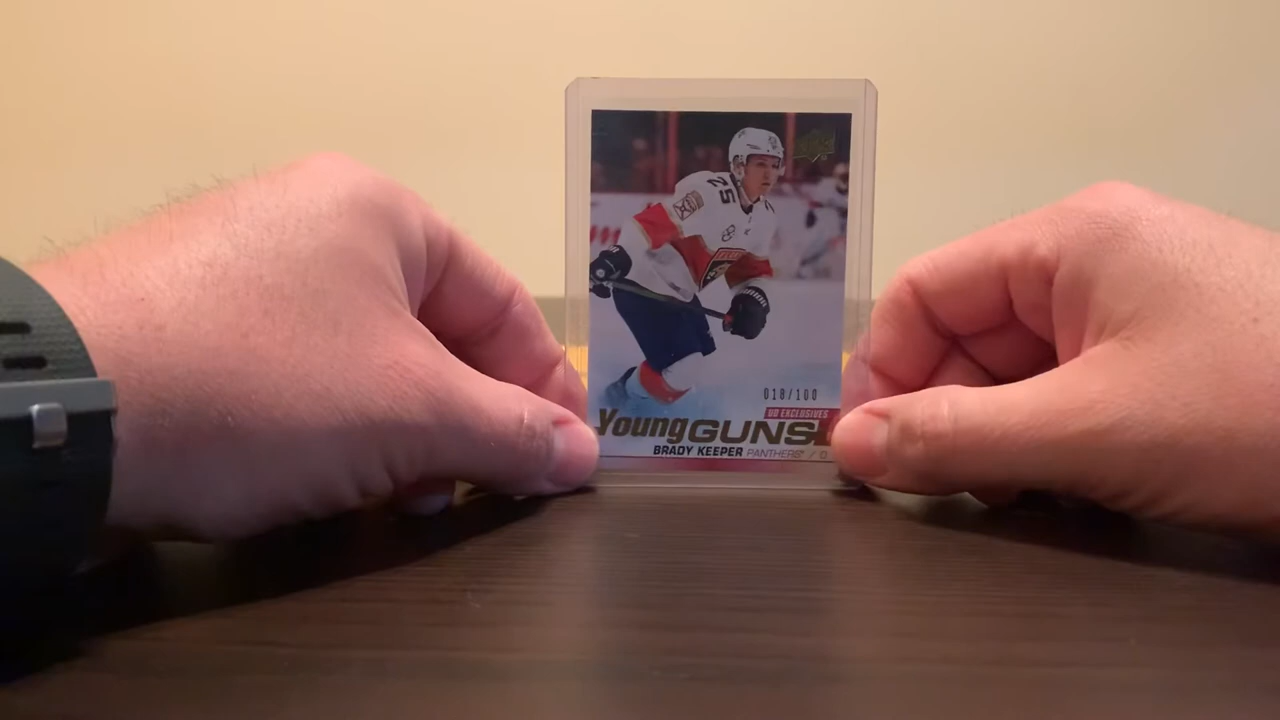 25
018/100
UD EXCLUSIVES
Young GUNS
BRADY KEEPER PANTHERS / D